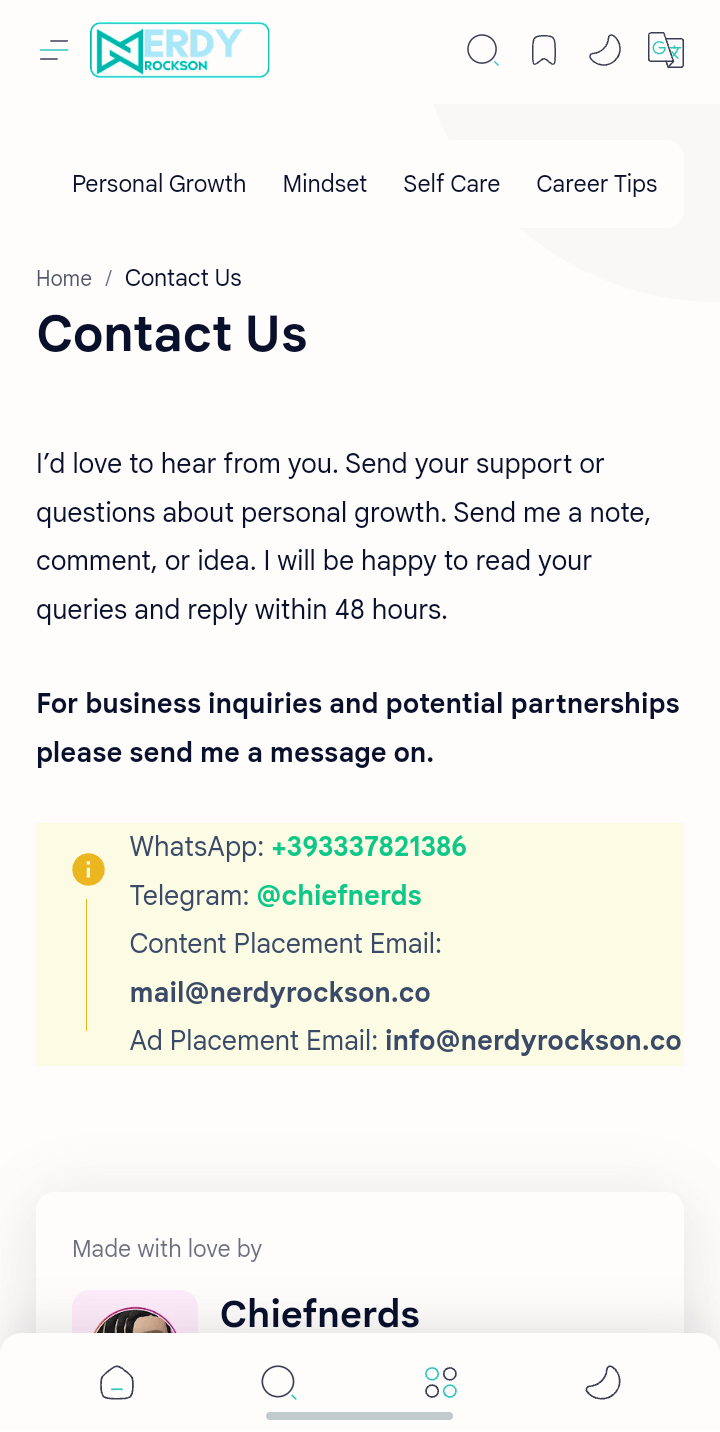 NERDY
ROCKSON
Personal Growth Mindset Self Care Career Tips
Home / Contact Us
Contact Us
I’d love to hear from you. Send your support or
questions about personal growth. Send me a note,
comment, or idea. I will be happy to read your
queries and reply within 48 hours.
For business inquiries and potential partnerships
please send me a message on.
WhatsApp: +393337821386
Telegram: @chiefnerds
Content Placement Email:
mail@nerdyrockson.co
Ad Placement Email: info@nerdyrockson.co
Made with love by
Chiefnerds